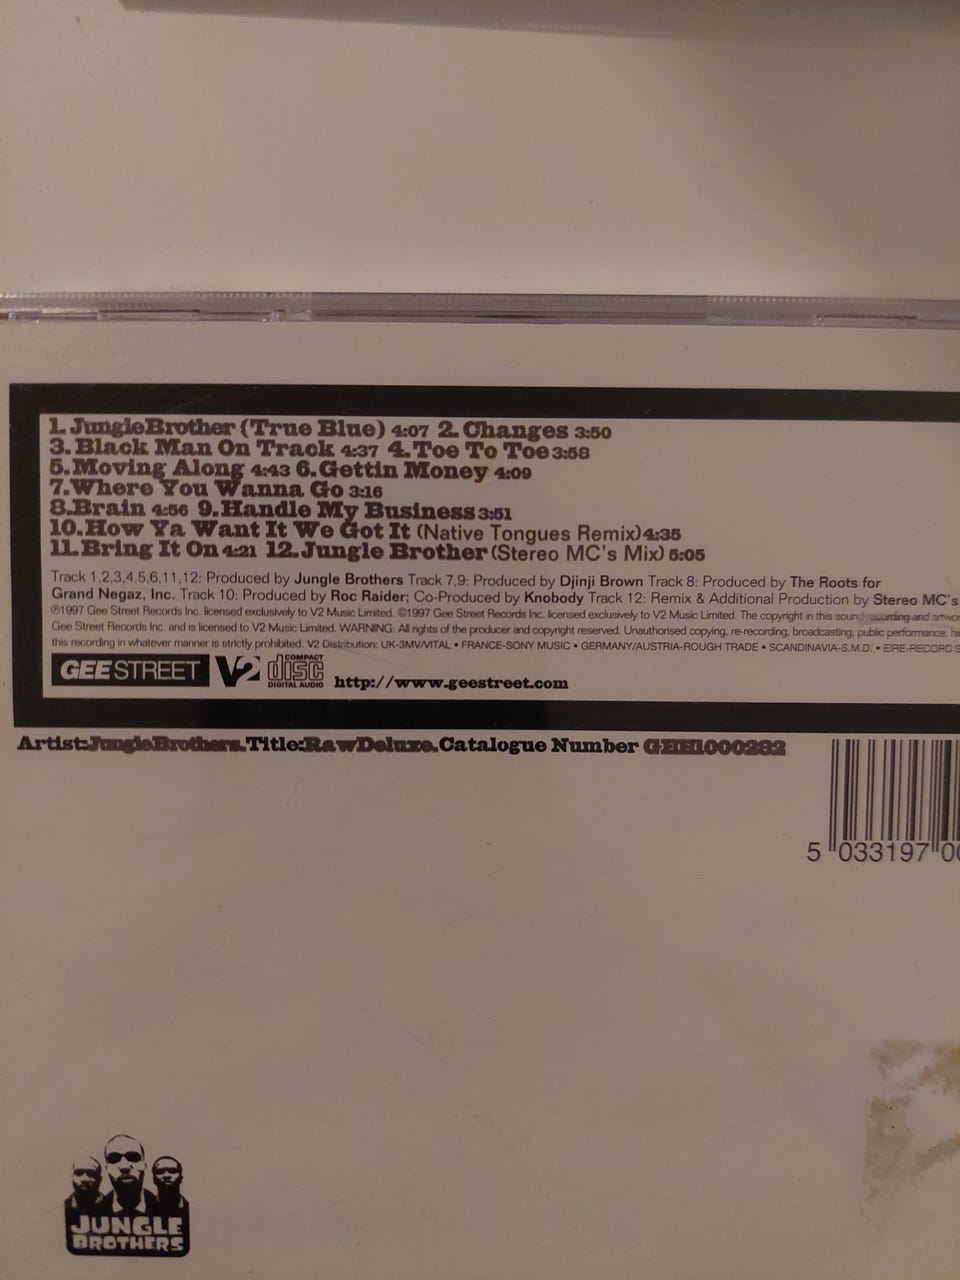 1. JungleBrother (True Blue) 4:07 2. Changes 3:50
3. Black Man On Track 4:37 4. Toe To Toe 3:58
5. Moving Along 4:43 6. Gettin Money 4:09
7. Where You Wanna Go 3:16
8. Brain 4:56 9. Handle My Business 3:51
10. How Ya Want It We Got It (Native Tongues Remix) 4:35
11. Bring It On 4:21 12. Jungle Brother (Stereo MC's Mix) 5:05
Track 1,2,3,4,5,6,11,12: Produced by Jungle Brothers Track 7,9: Produced by Djinji Brown Track 8: Produced by The Roots for
Grand Negaz, Inc. Track 10: Produced by Roc Raider; Co-Produced by Knobody Track 12: Remix & Additional Production by Stereo MC's
℗1997 Gee Street Records Inc. licensed exclusively to V2 Music Limited. ©1997 Gee Street Records Inc. licensed exclusively to V2 Music Limited. The copyright in this sound recording and
Gee Street Records Inc. and is licensed to V2 Music Limited. WARNING: All rights of the producer and copyright reserved. Unauthorised copying, re-recording, broadcasting, public performance,
this recording in whatever manner is strictly prohibited. V2 Distribution: UK-3MV/VITAL • FRANCE-SONY MUSIC • GERMANY/AUSTRIA-ROUGH TRADE • SCANDINAVIA-S.M.D. • EIRE-RECORD
GEE STREET V2 COMPACT disc DIGITAL AUDIO http://www.geestreet.com
Artist:JungleBrothers.Title:RawDeluxe.Catalogue Number GEE1000282
5 033197 0
JUNGLE
BROTHERS